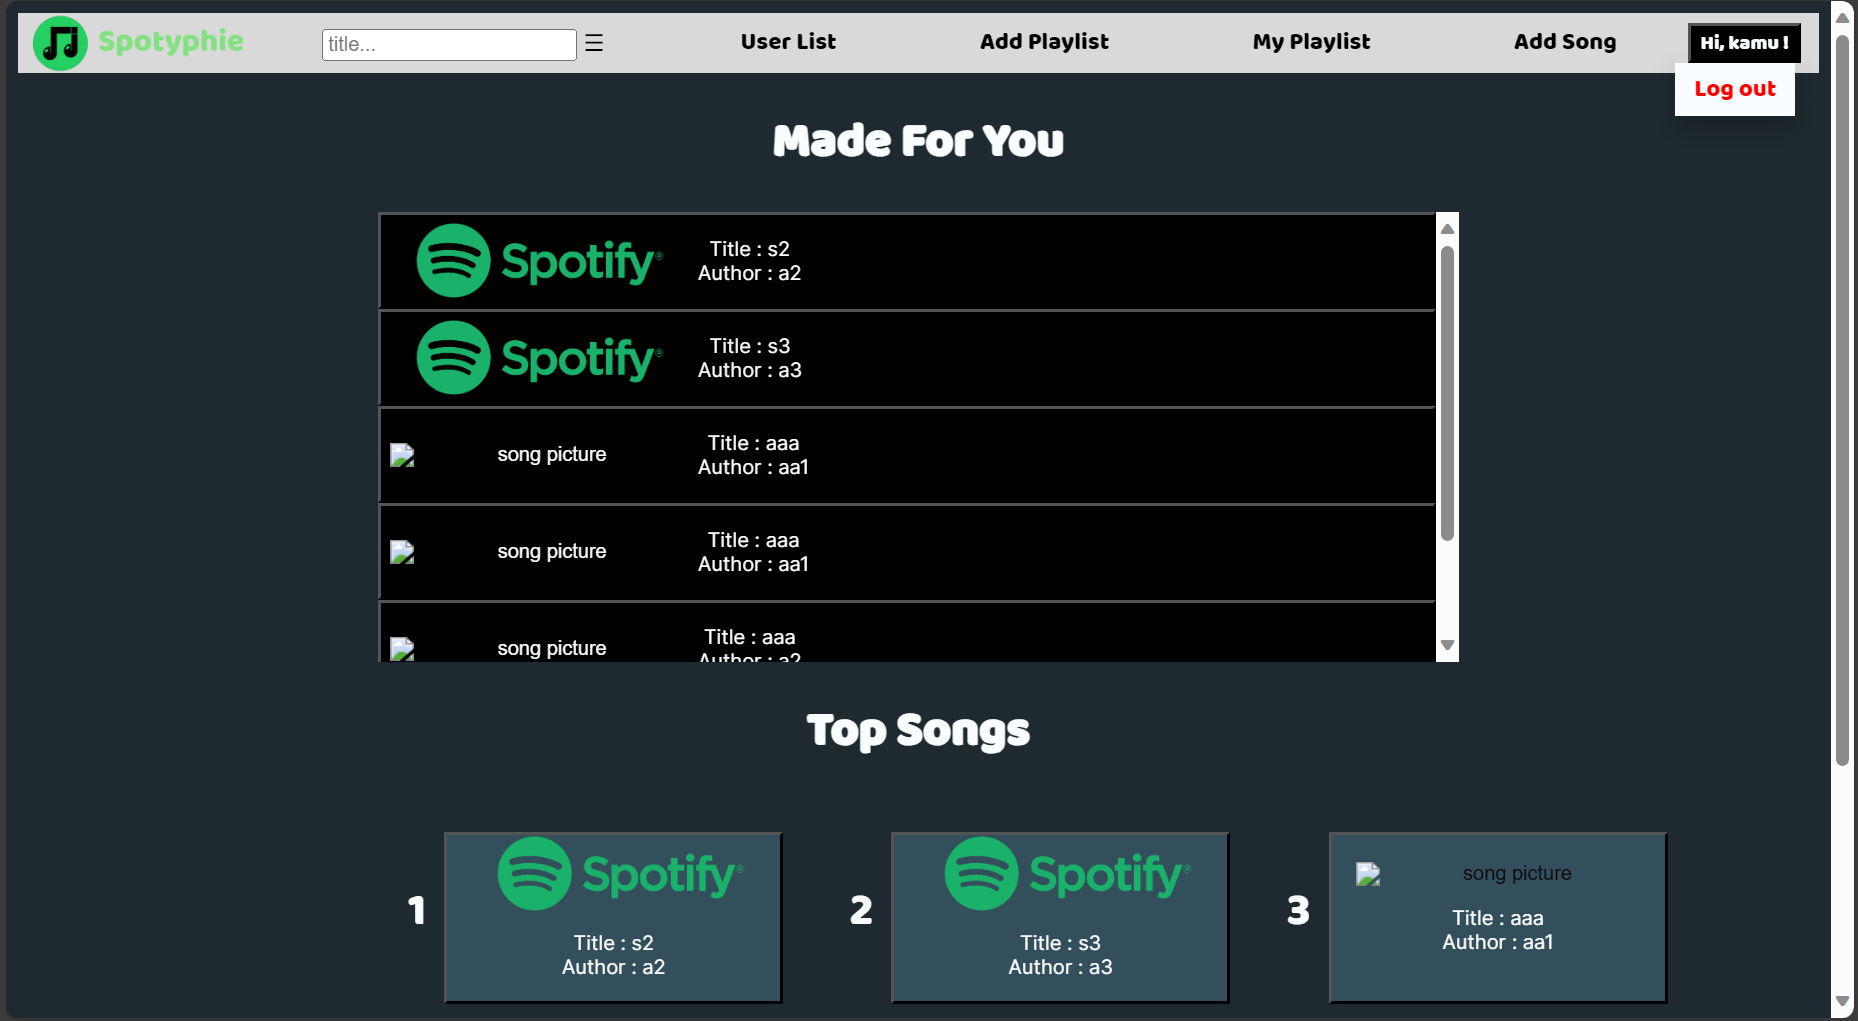 Spotyphie
title...
User List
Add Playlist
My Playlist
Add Song
Hi, kamu !
Log out
Made For You
Spotify®
Title : s2
Author : a2
Spotify®
Title : s3
Author : a3
song picture
Title : aaa
Author : aa1
song picture
Title : aaa
Author : aa1
song picture
Title : aaa
Author : a2
Top Songs
1
Spotify®
Title : s2
Author : a2
2
Spotify®
Title : s3
Author : a3
3
song picture
Title : aaa
Author : aa1